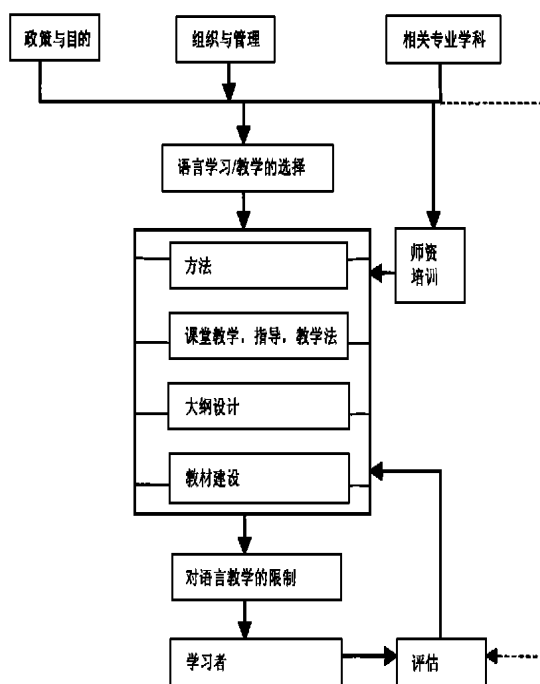 政策与目的
组织与管理
相关专业学科
语言学习/教学的选择
方法
师资
培训
课堂教学，指导，教学法
大纲设计
教材建设
对语言教学的限制
学习者
评估